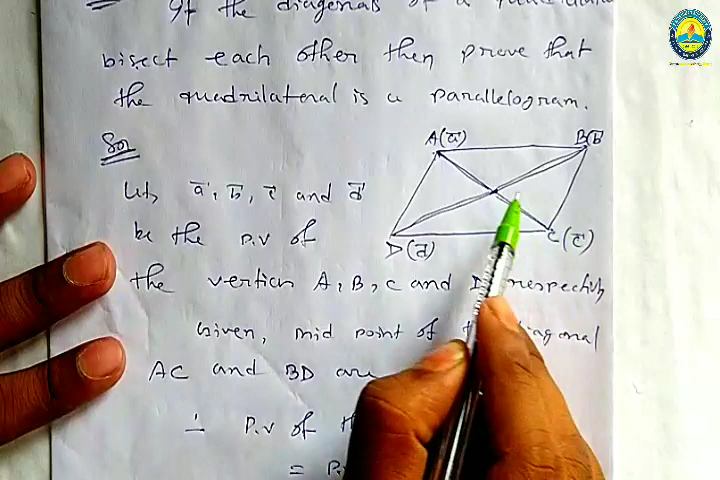 If the diagonals of a
bisect each other then prove that
the quadrilateral is a parallelogram.
Sol
A(a⃗) B(b⃗
Let, a⃗, b⃗, c⃗ and d⃗
be the P.V of
D(d⃗) C(c⃗)
the vertices A, B, C and D respectively
Given, mid point of diagonal
AC and BD are
∴ P.V of
= P.